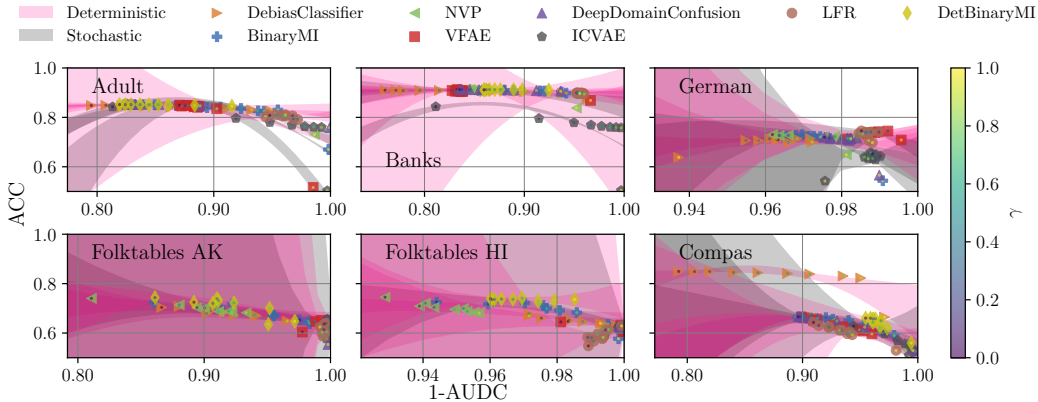 Deterministic DebiasClassifier NVP DeepDomainConfusion LFR DetBinaryMI
Stochastic BinaryMI VFAE ICVAE
1.0 Adult Banks German 1.0
0.8 0.8
0.6 0.6
0.80 0.90 1.00 0.80 0.90 1.00 0.94 0.96 0.98 1.00
ACC
γ
1.0 Folktables AK Folktables HI Compas
0.8 0.4
0.6 0.2
0.80 0.90 1.00 0.94 0.96 0.98 1.00 0.80 0.90 1.00 0.0
1-AUDC